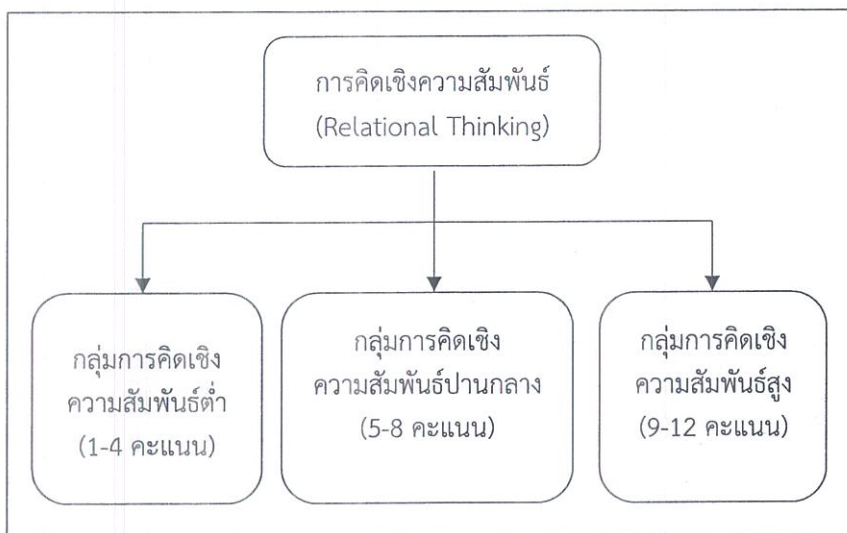 การคิดเชิงความสัมพันธ์
(Relational Thinking)
กลุ่มการคิดเชิง
ความสัมพันธ์ต่ำ
(1-4 คะแนน)
กลุ่มการคิดเชิง
ความสัมพันธ์ปานกลาง
(5-8 คะแนน)
กลุ่มการคิดเชิง
ความสัมพันธ์สูง
(9-12 คะแนน)